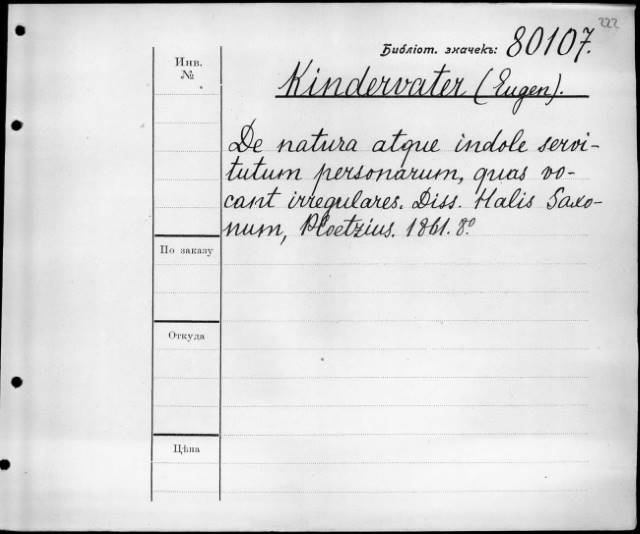 222
Библіот. значекъ: 80107.
Инв.
№
Kindervater (Eugen).
De natura atque indole servi-
tutum personarum, quas vo-
cant irregulares. Diss. Halis Saxo-
num, Ploetzius. 1861. 8º
По заказу
Откуда
Цѣна